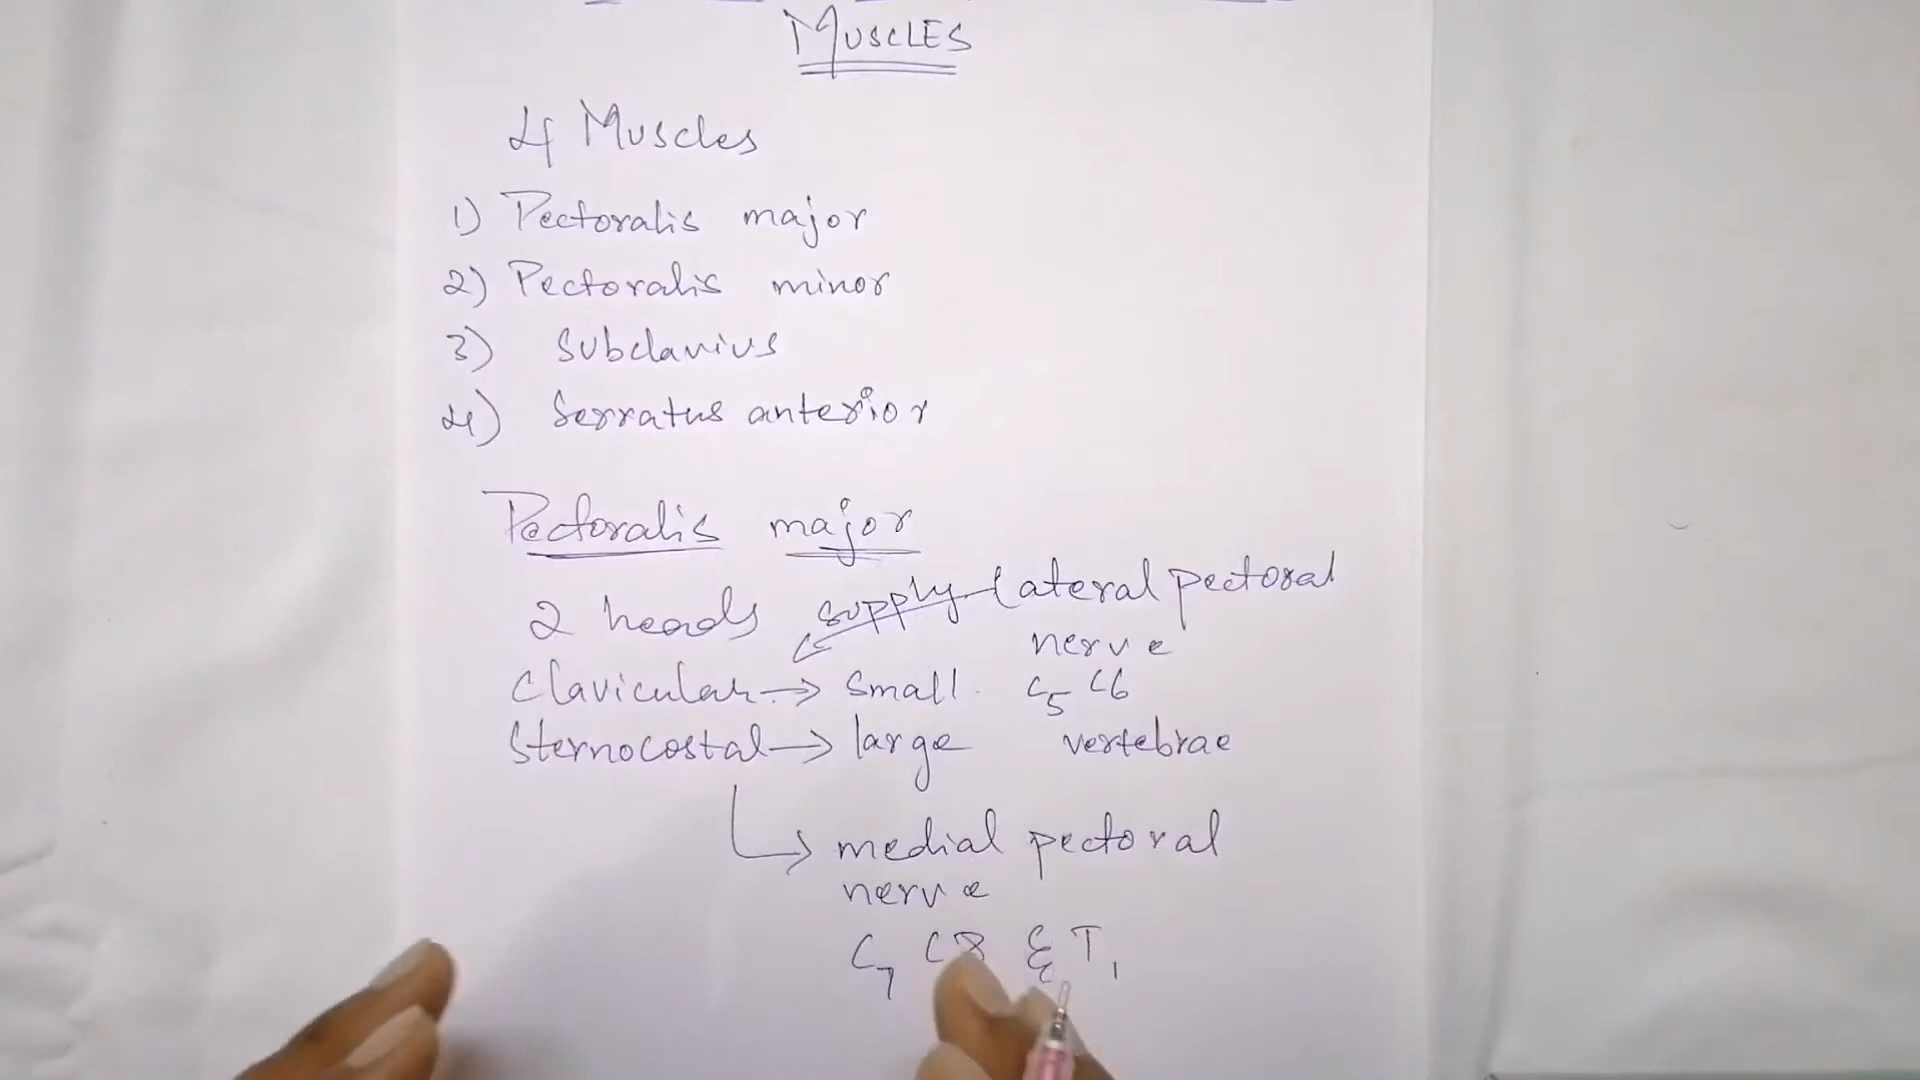 MUSCLES
4 Muscles
1) Pectoralis major
2) Pectoralis minor
3) Subclavius
4) Serratus anterior
Pectoralis major
2 heads supply lateral pectoral
nerve
Clavicular → small C5 C6
Sternocostal → large vertebrae
↳ medial pectoral
nerve
C7 C8 & T1